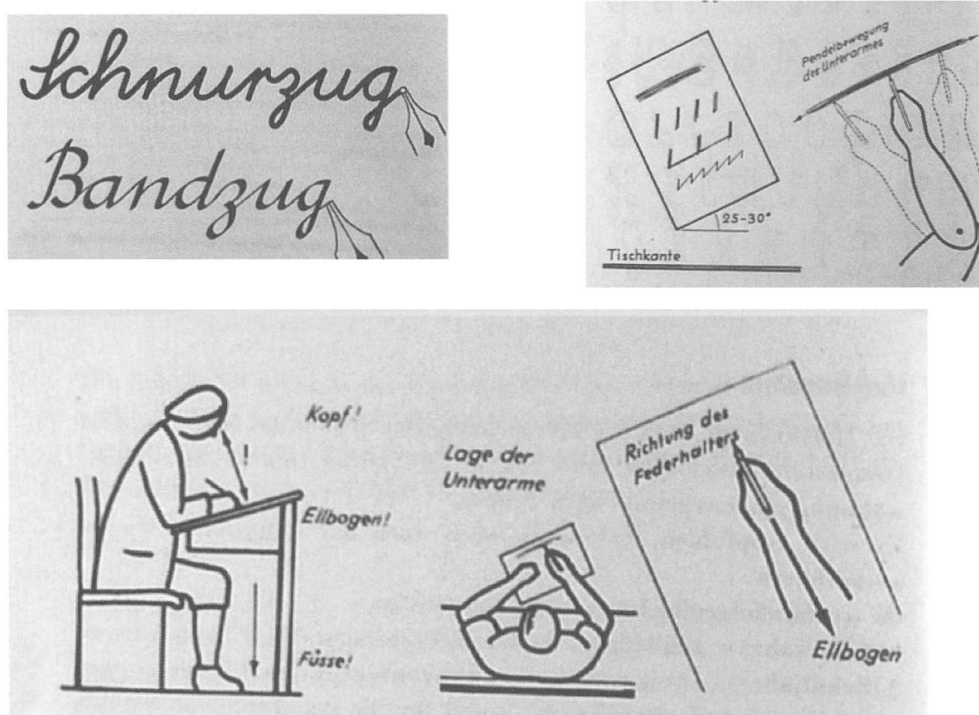 Schnurzug
Bandzug
Pendelbewegung
des Unterarmes
25-30°
Tischkante
Kopf!
!
Ellbogen!
Füsse!
Lage der
Unterarme
Richtung des
Federhalters
Ellbogen